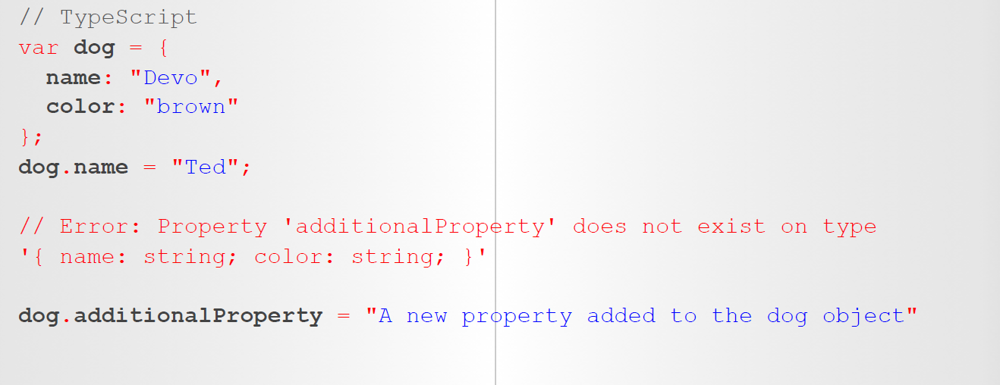 // TypeScript
var dog = {
  name: "Devo",
  color: "brown"
};
dog.name = "Ted";
// Error: Property 'additionalProperty' does not exist on type
'{ name: string; color: string; }'
dog.additionalProperty = "A new property added to the dog object"